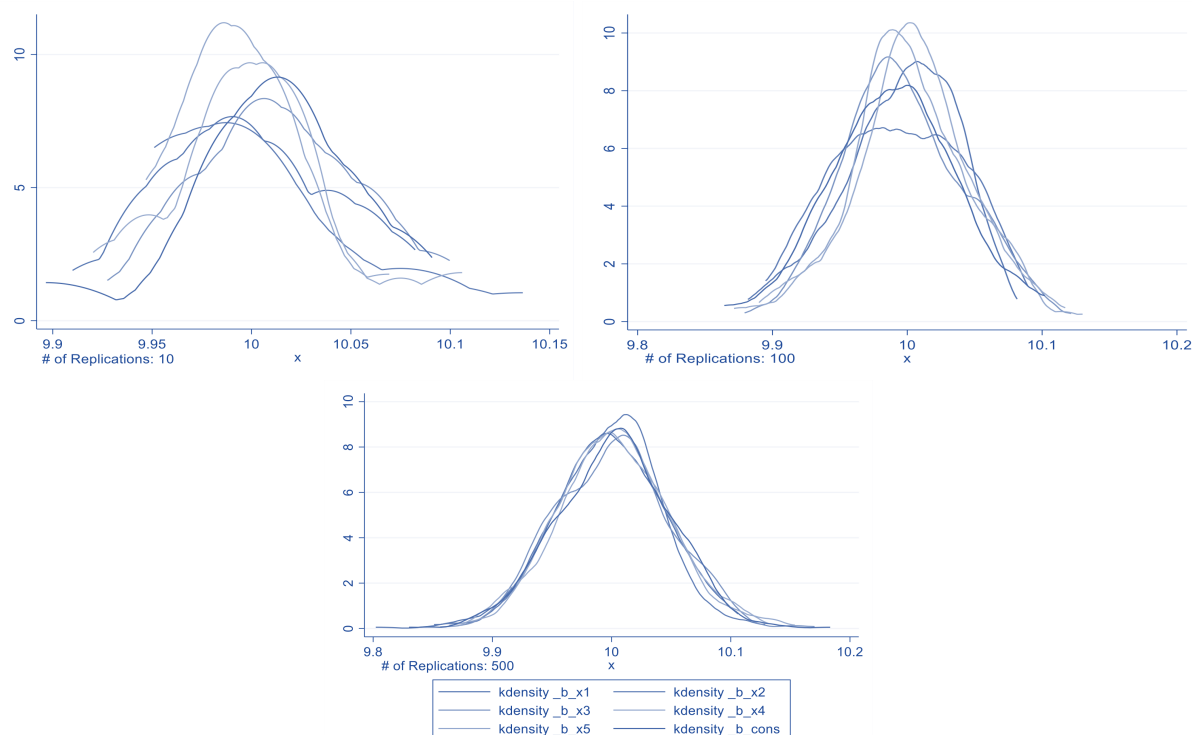 10
5
0
9.9 9.95 10 10.05 10.1 10.15
# of Replications: 10 x
10
8
6
4
2
0
9.8 9.9 10 10.1 10.2
# of Replications: 100 x
10
8
6
4
2
0
9.8 9.9 10 10.1 10.2
# of Replications: 500 x
kdensity _b_x1 kdensity _b_x2
kdensity _b_x3 kdensity _b_x4
kdensity _b_x5 kdensity _b_cons